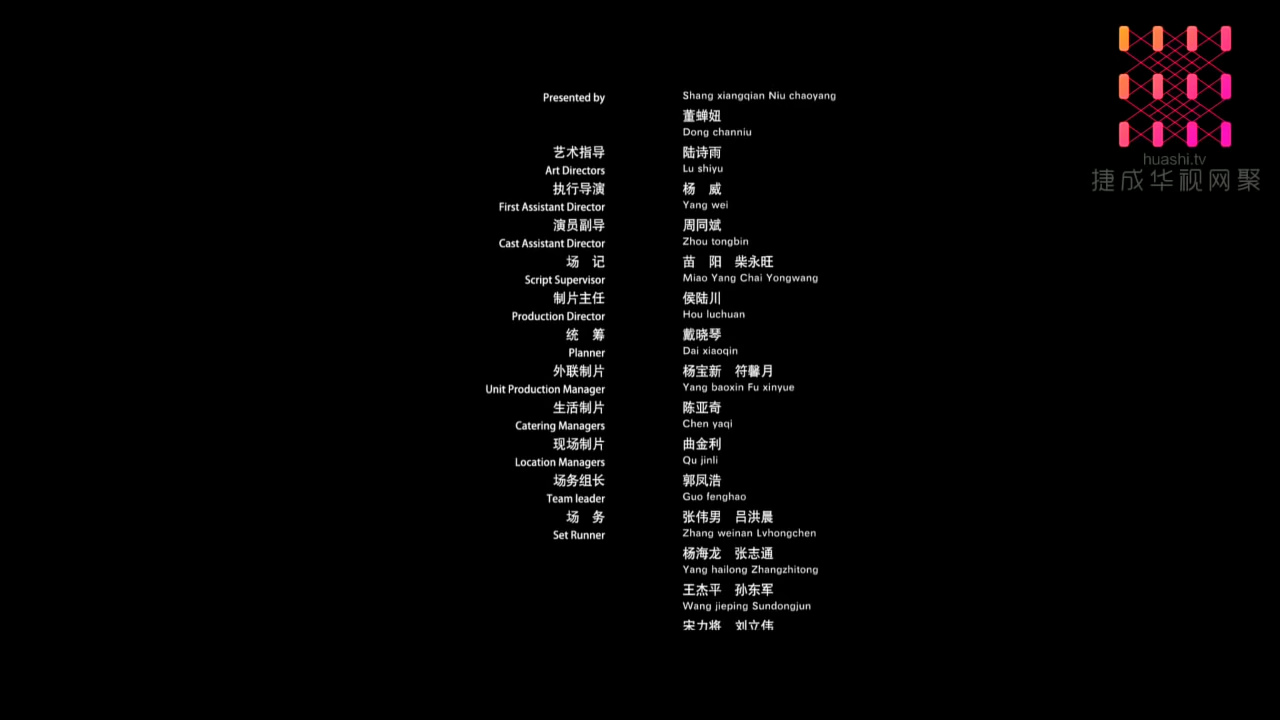 Presented by Shang xiangqian Niu chaoyang
董蝉妞
Dong channiu
艺术指导 陆诗雨
Art Directors Lu shiyu
执行导演 杨 威
First Assistant Director Yang wei
演员副导 周同斌
Cast Assistant Director Zhou tongbin
场 记 苗 阳 柴永旺
Script Supervisor Miao Yang Chai Yongwang
制片主任 侯陆川
Production Director Hou luchuan
统 筹 戴晓琴
Planner Dai xiaoqin
外联制片 杨宝新 符馨月
Unit Production Manager Yang baoxin Fu xinyue
生活制片 陈亚奇
Catering Managers Chen yaqi
现场制片 曲金利
Location Managers Qu jinli
场务组长 郭凤浩
Team leader Guo fenghao
场 务 张伟男 吕洪晨
Set Runner Zhang weinan Lvhongchen
杨海龙 张志通
Yang hailong Zhangzhitong
王杰平 孙东军
Wang jieping Sundongjun
宋力将 刘立伟
huashi.tv
捷成华视网聚